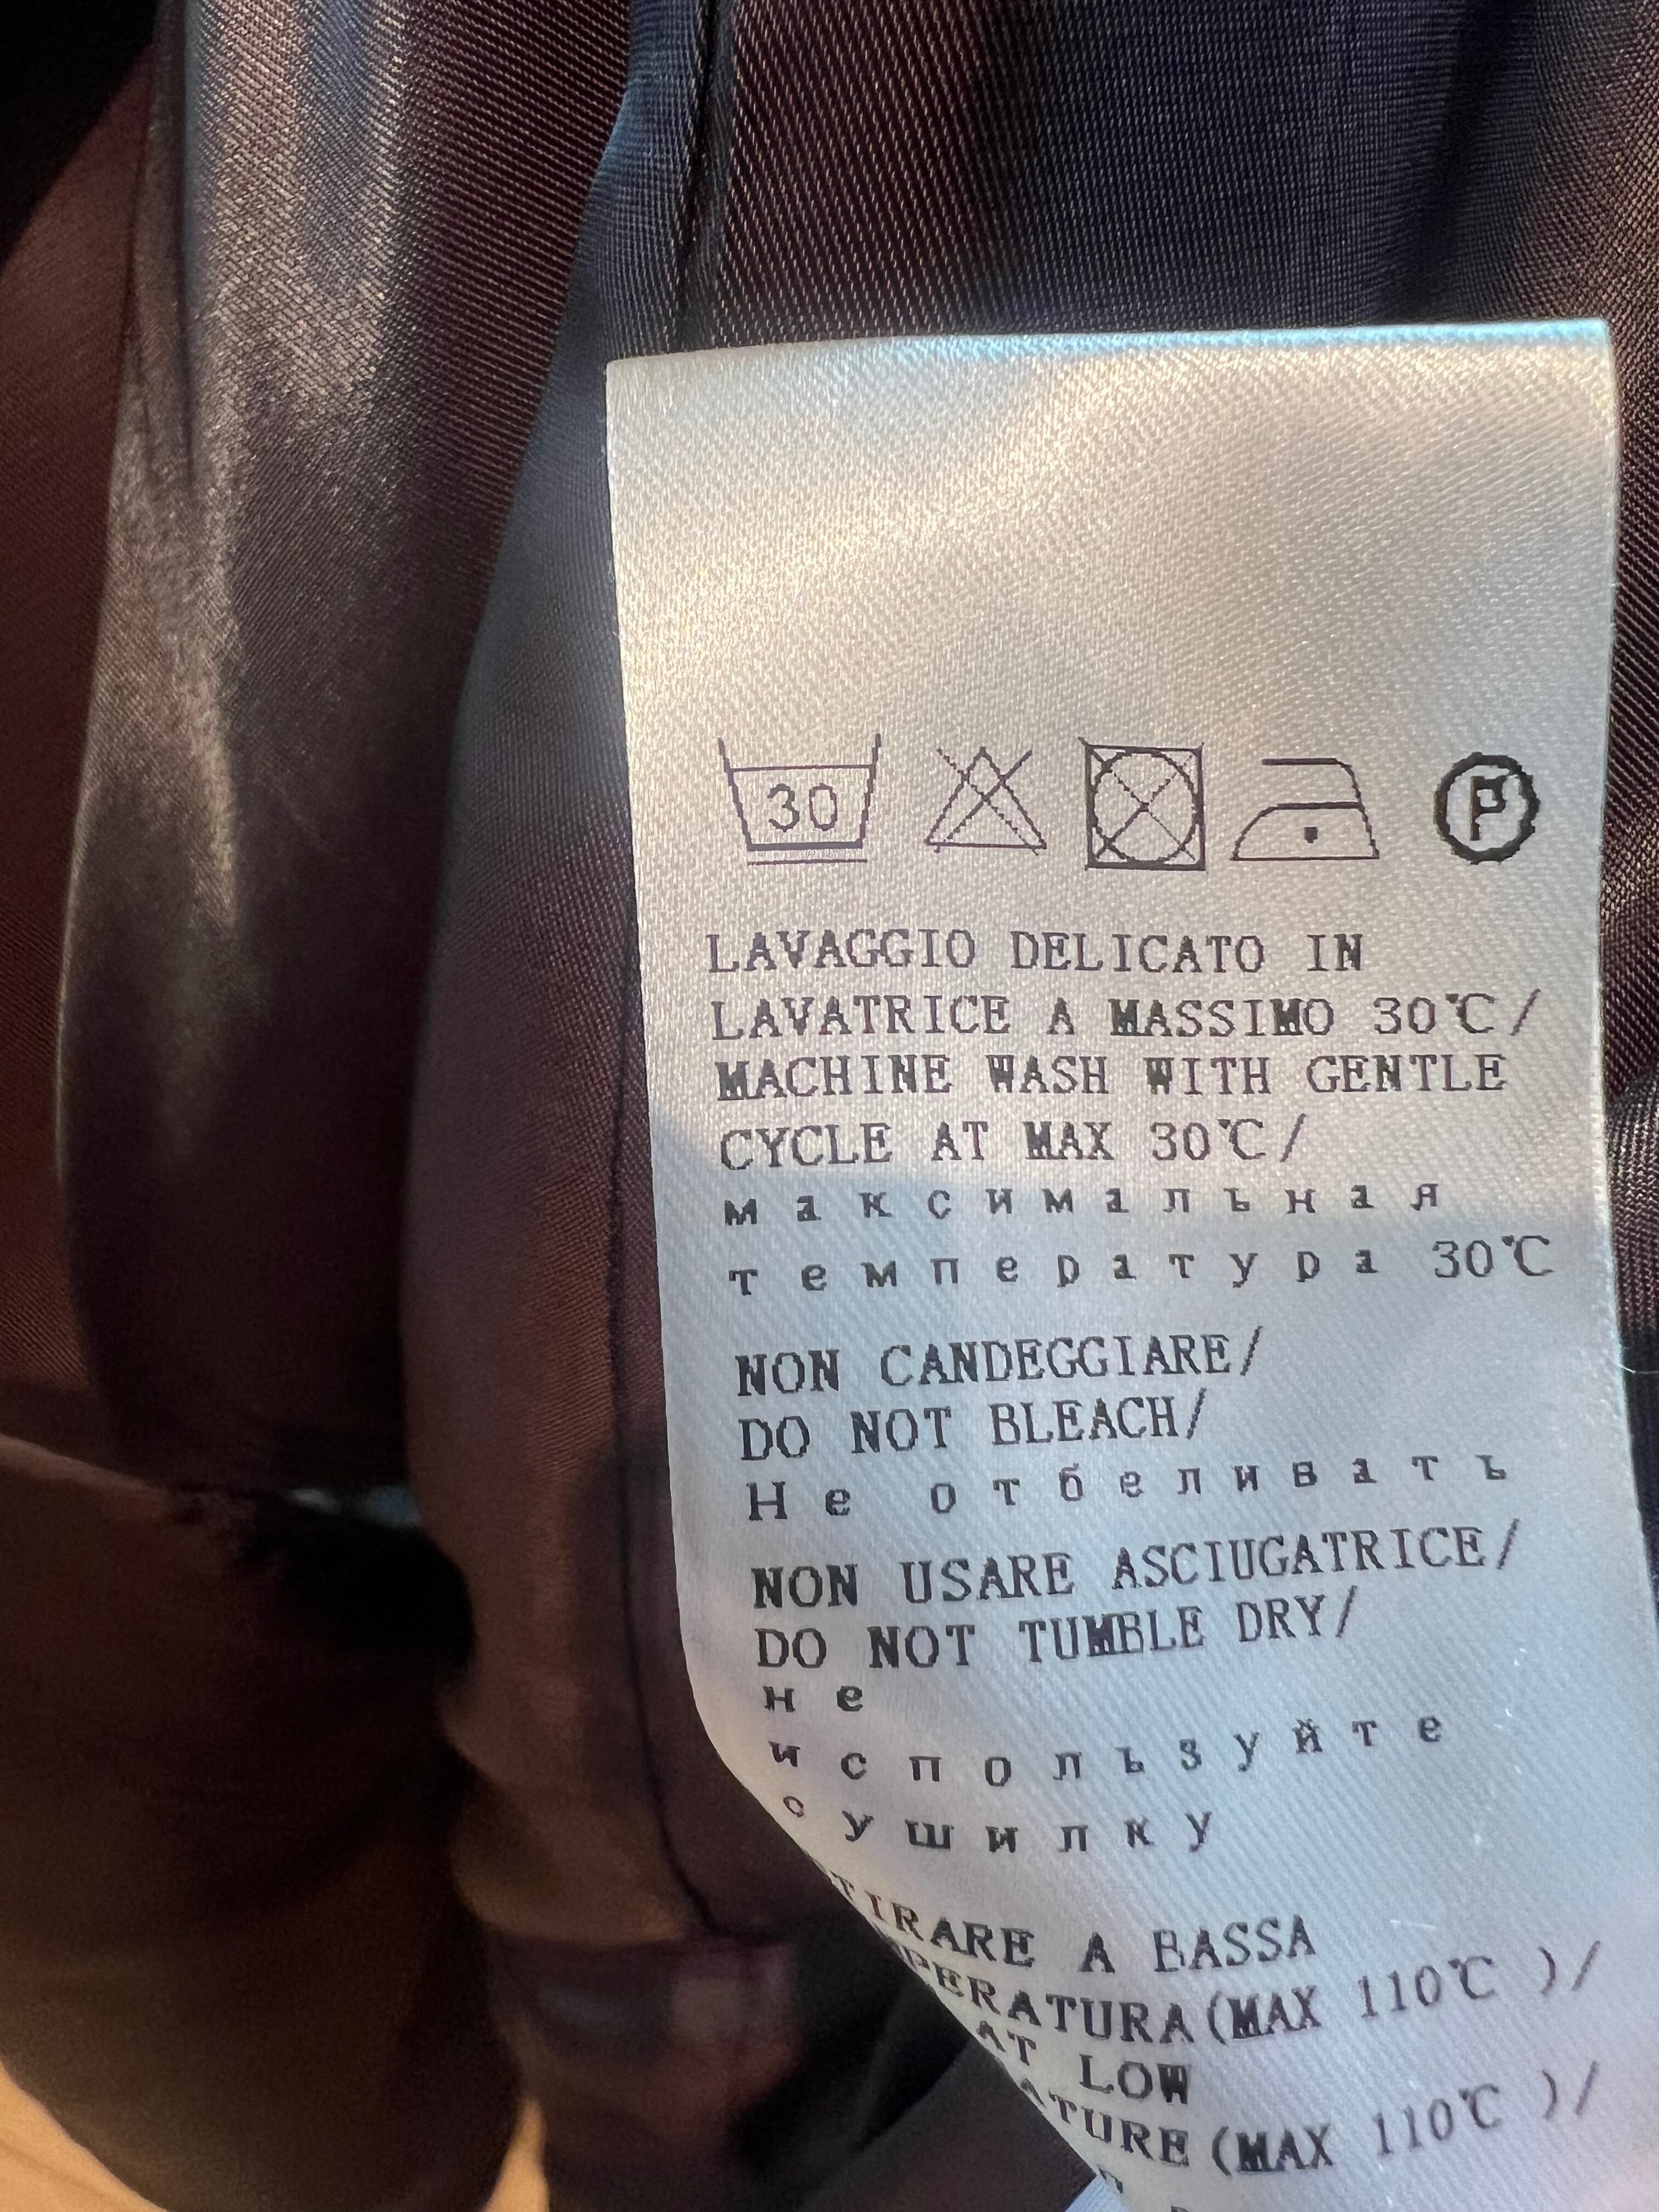 30 P
LAVAGGIO DELICATO IN
LAVATRICE A MASSIMO 30℃/
MACHINE WASH WITH GENTLE
CYCLE AT MAX 30℃/
максимальная
температура 30℃
NON CANDEGGIARE/
DO NOT BLEACH/
Не отбеливать
NON USARE ASCIUGATRICE/
DO NOT TUMBLE DRY/
не
используйте
сушилку
TIRARE A BASSA
PERATURA(MAX 110℃ )/
AT LOW
ATURE(MAX 110℃ )/